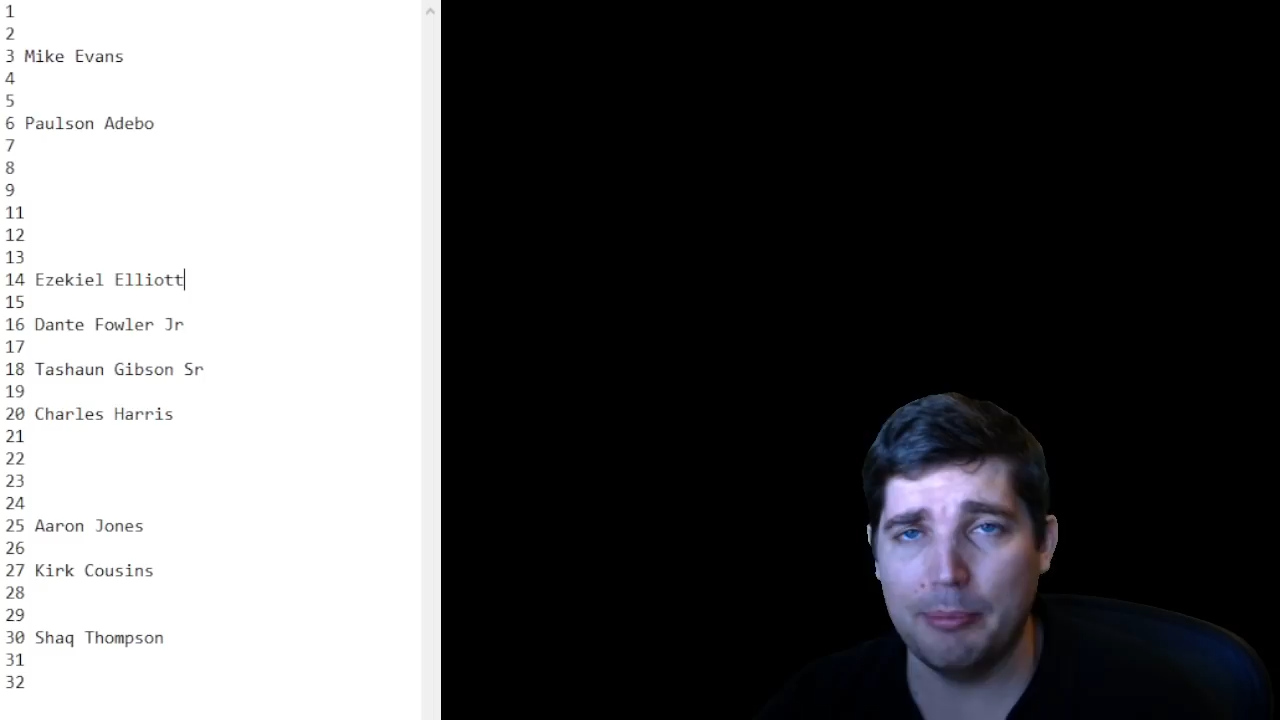 1
2
3 Mike Evans
4
5
6 Paulson Adebo
7
8
9
11
12
13
14 Ezekiel Elliott
15
16 Dante Fowler Jr
17
18 Tashaun Gibson Sr
19
20 Charles Harris
21
22
23
24
25 Aaron Jones
26
27 Kirk Cousins
28
29
30 Shaq Thompson
31
32